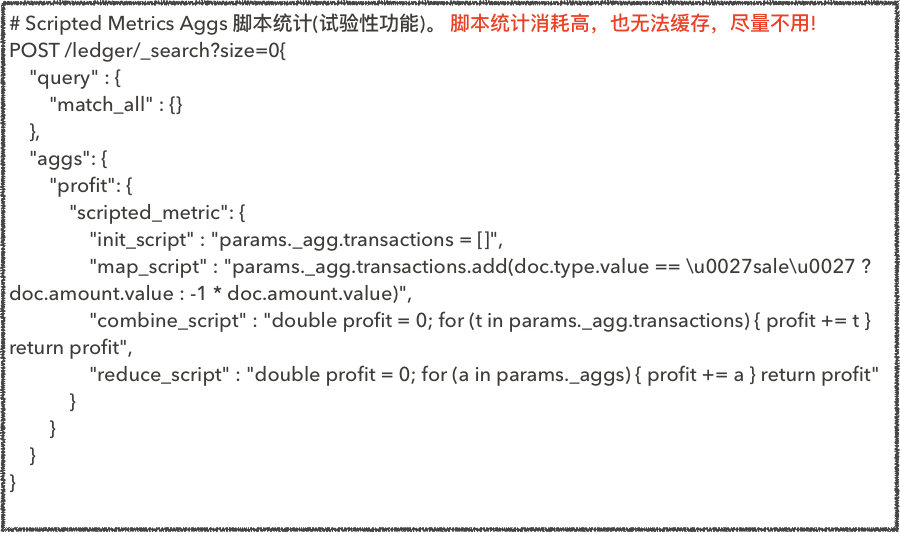 # Scripted Metrics Aggs 脚本统计(试验性功能)。 脚本统计消耗高，也无法缓存，尽量不用!
POST /ledger/_search?size=0{
"query" : {
"match_all" : {}
},
"aggs": {
"profit": {
"scripted_metric": {
"init_script" : "params._agg.transactions = []",
"map_script" : "params._agg.transactions.add(doc.type.value == \u0027sale\u0027 ?
doc.amount.value : -1 * doc.amount.value)",
"combine_script" : "double profit = 0; for (t in params._agg.transactions) { profit += t }
return profit",
"reduce_script" : "double profit = 0; for (a in params._aggs) { profit += a } return profit"
}
}
}
}